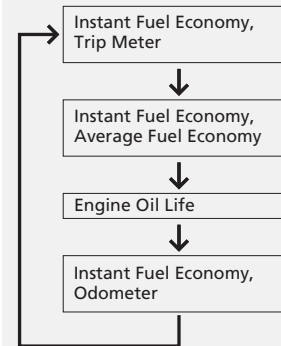 Instant Fuel Economy,
Trip Meter
Instant Fuel Economy,
Average Fuel Economy
Engine Oil Life
Instant Fuel Economy,
Odometer